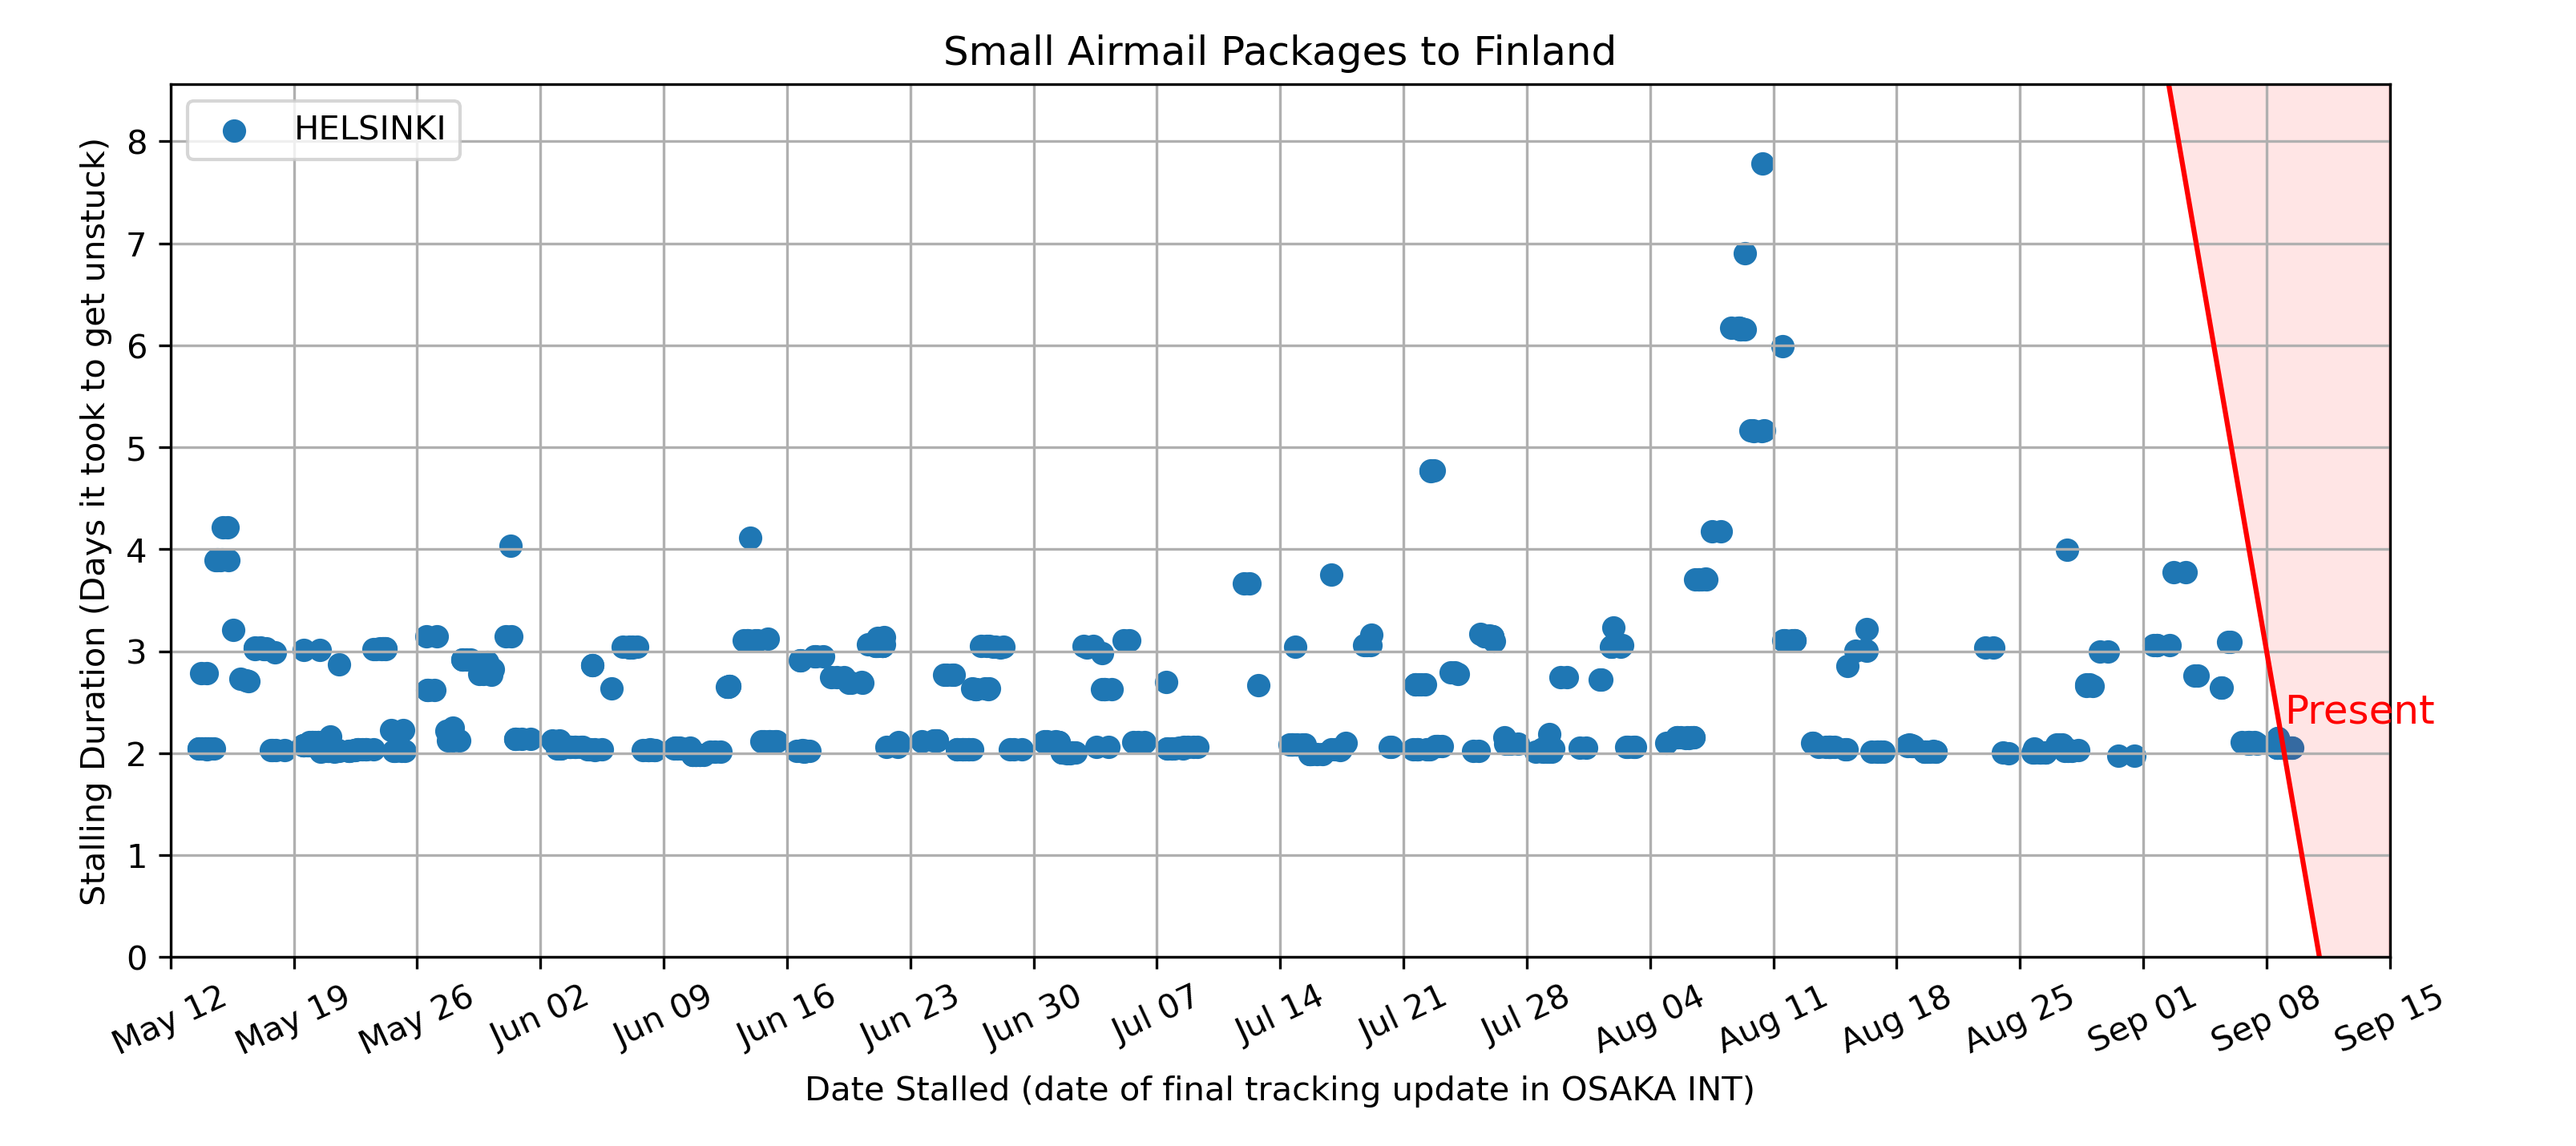 Small Airmail Packages to Finland
HELSINKI
Stalling Duration (Days it took to get unstuck)
8
7
6
5
4
3
2
1
0
Present
May 12
May 19
May 26
Jun 02
Jun 09
Jun 16
Jun 23
Jun 30
Jul 07
Jul 14
Jul 21
Jul 28
Aug 04
Aug 11
Aug 18
Aug 25
Sep 01
Sep 08
Sep 15
Date Stalled (date of final tracking update in OSAKA INT)